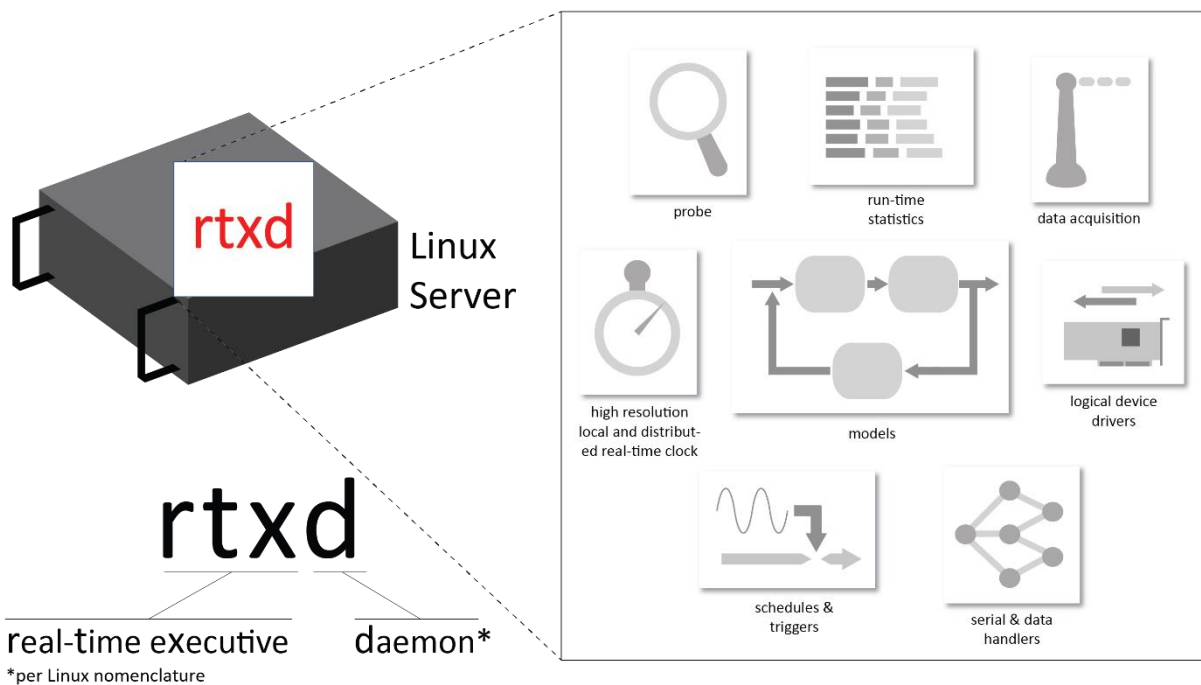 rtxd
Linux
Server
rtxd
real-time executive
daemon*
*per Linux nomenclature
probe
run-time
statistics
data acquisition
high resolution
local and distribut-
ed real-time clock
models
logical device
drivers
schedules &
triggers
serial & data
handlers